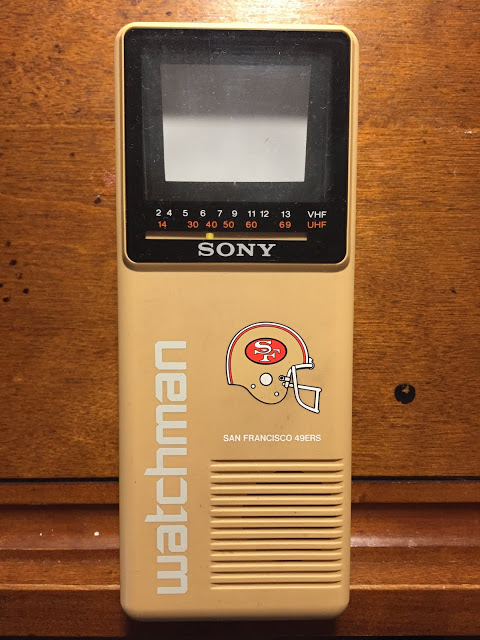 2 4 5 6 7 9 11 12 13 VHF
14 30 40 50 60 69 UHF
SONY
SF
SAN FRANCISCO 49ERS
watchman